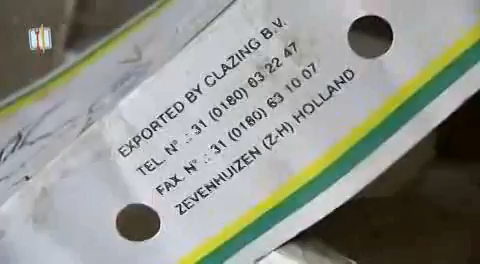 EXPORTED BY CLAZING B.V.
TEL. N° .: 31 (0180) 63 22 47
FAX. N° .: 31 (0180) 63 10 07
ZEVENHUIZEN (Z-H) HOLLAND